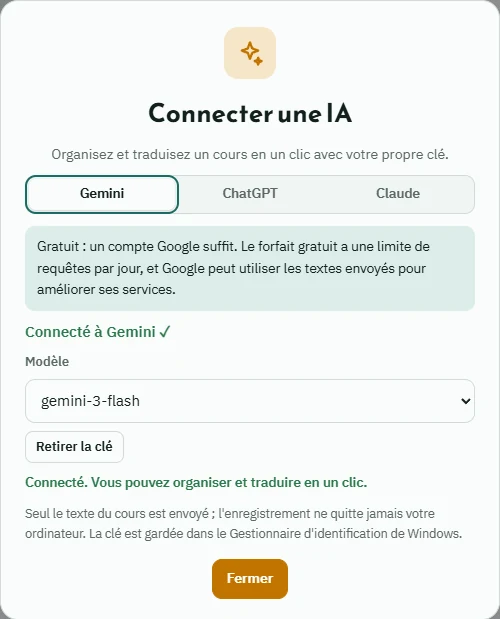 Connecter une IA
Organisez et traduisez un cours en un clic avec votre propre clé.
Gemini
ChatGPT
Claude
Gratuit : un compte Google suffit. Le forfait gratuit a une limite de
requêtes par jour, et Google peut utiliser les textes envoyés pour
améliorer ses services.
Connecté à Gemini ✓
Modèle
gemini-3-flash
Retirer la clé
Connecté. Vous pouvez organiser et traduire en un clic.
Seul le texte du cours est envoyé ; l'enregistrement ne quitte jamais votre
ordinateur. La clé est gardée dans le Gestionnaire d'identification de Windows.
Fermer